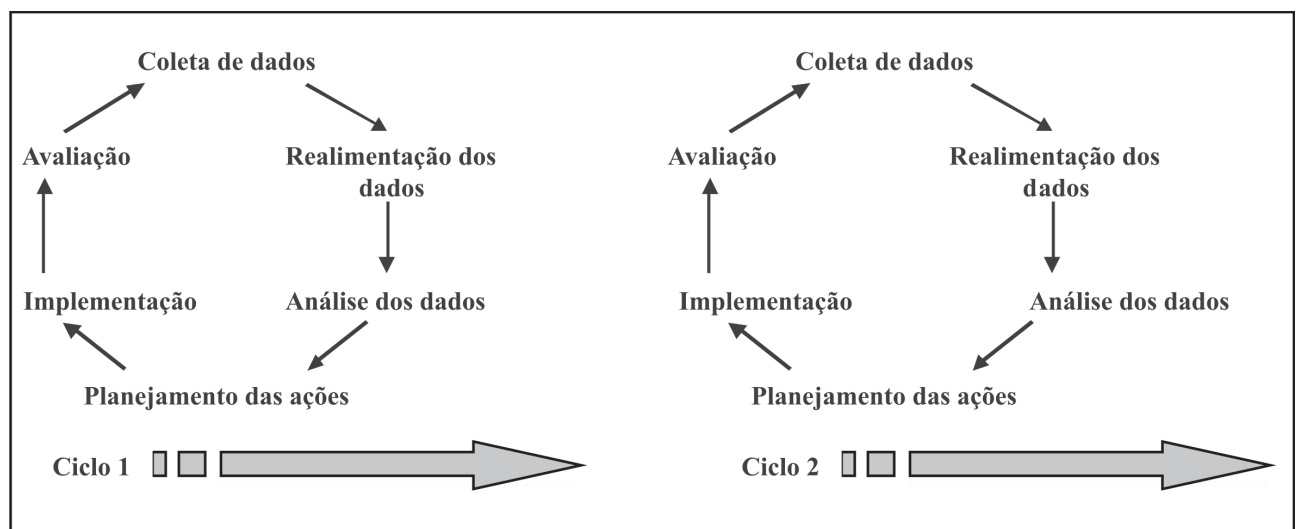 Coleta de dados
Avaliação
Realimentação dos
dados
Implementação
Análise dos dados
Planejamento das ações
Ciclo 1
Coleta de dados
Avaliação
Realimentação dos
dados
Implementação
Análise dos dados
Planejamento das ações
Ciclo 2